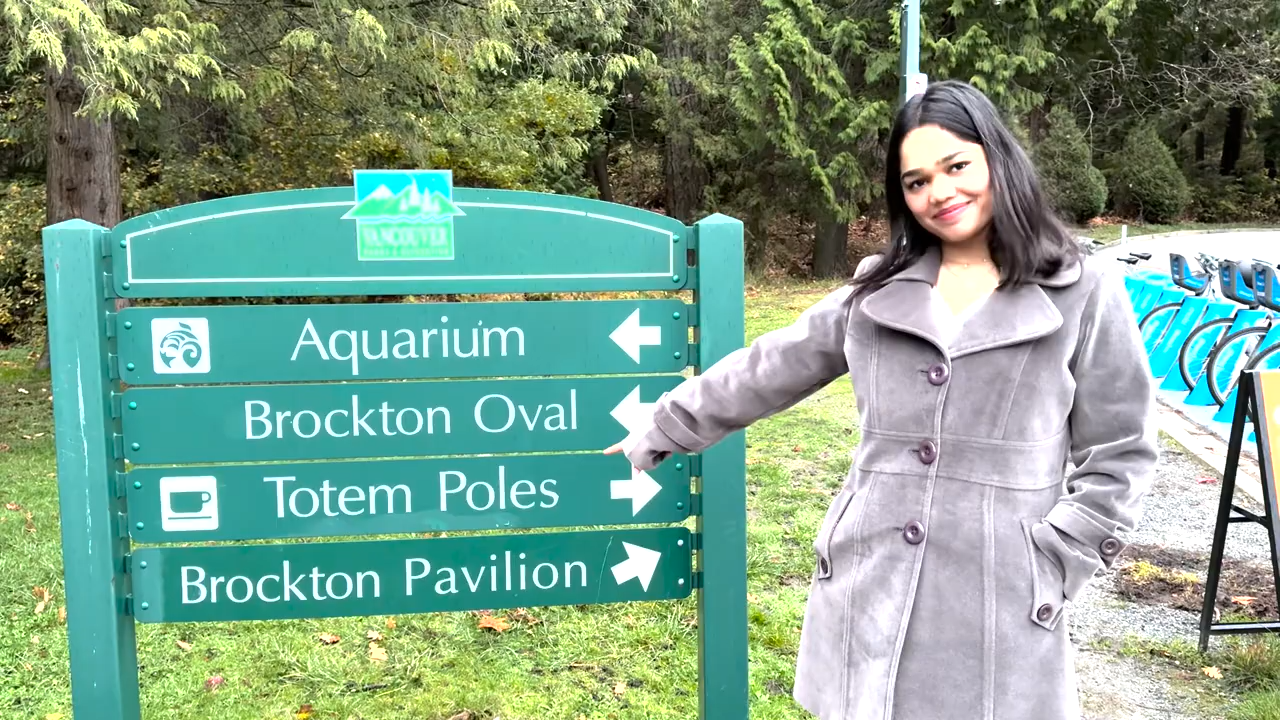 VANCOUVER
Aquarium
Brockton Oval
Totem Poles
Brockton Pavilion